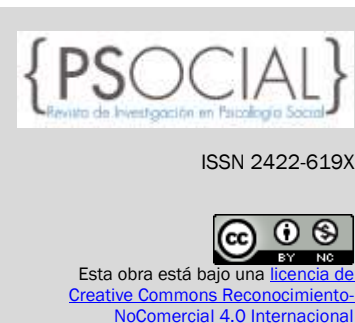 {PSOCIAL}
Revista de Investigación en Psicología Social
ISSN 2422-619X
cc
BY NC
Esta obra está bajo una licencia de
Creative Commons Reconocimiento-
NoComercial 4.0 Internacional